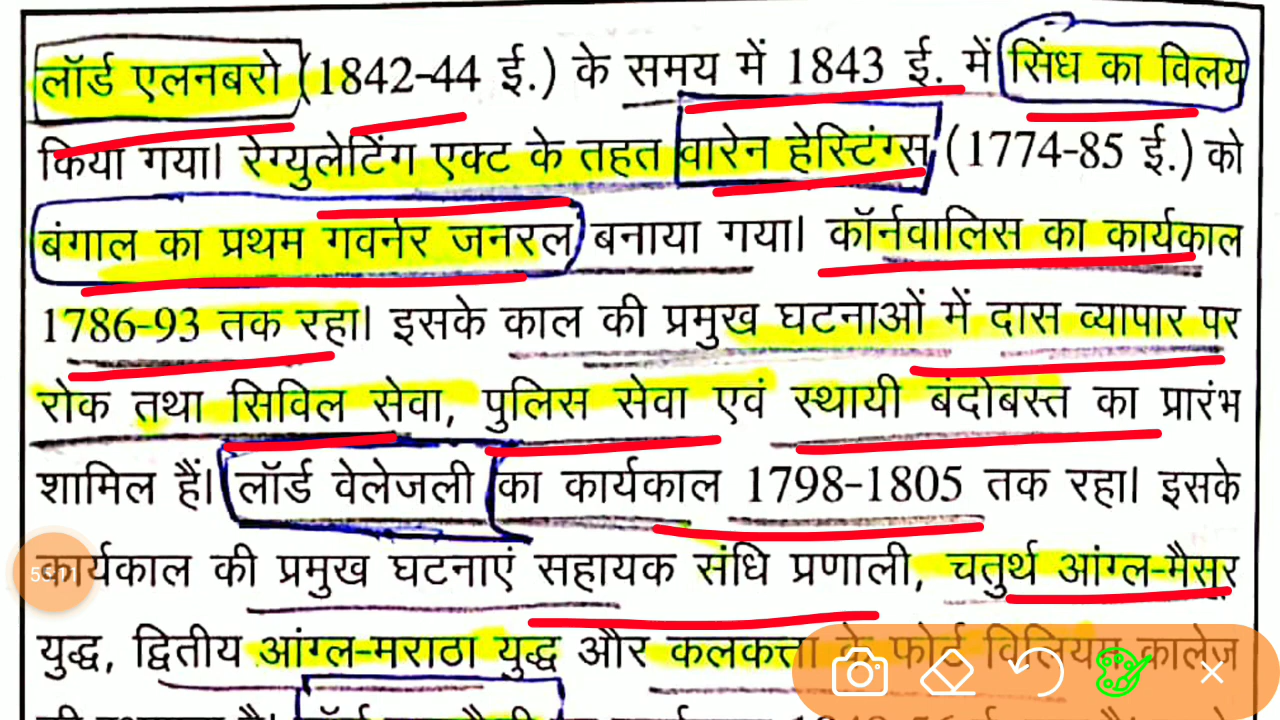 लॉर्ड एलनबरो (1842-44 ई.) के समय में 1843 ई. में सिंध का विलय
किया गया। रेग्युलेटिंग एक्ट के तहत वारेन हेस्टिंग्स (1774-85 ई.) को
बंगाल का प्रथम गवर्नर जनरल बनाया गया। कॉर्नवालिस का कार्यकाल
1786-93 तक रहा। इसके काल की प्रमुख घटनाओं में दास व्यापार पर
रोक तथा सिविल सेवा, पुलिस सेवा एवं स्थायी बंदोबस्त का प्रारंभ
शामिल हैं। लॉर्ड वेलेजली का कार्यकाल 1798-1805 तक रहा। इसके
कार्यकाल की प्रमुख घटनाएं सहायक संधि प्रणाली, चतुर्थ आंग्ल-मैसूर
युद्ध, द्वितीय आंग्ल-मराठा युद्ध और कलकत्ता के फोर्ट विलियम कालेज